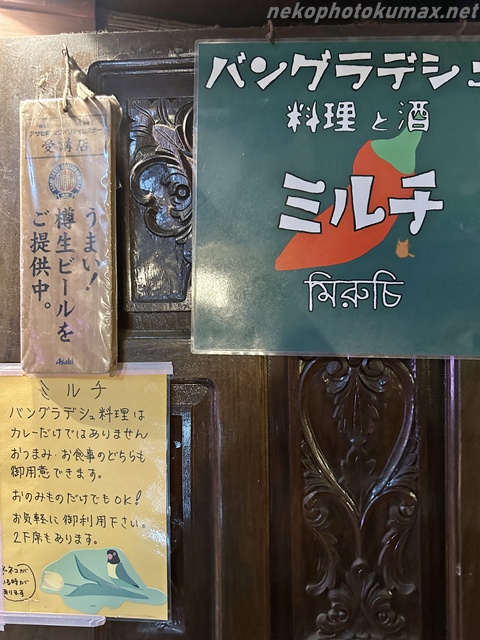 nekophotokumax.net
バングラデシュ
料理と酒
ミルチ
মিরুচি
受講店
うまい!
樽生ビールを
ご提供中。
Asahi
ミルチ
バングラデシュ料理は
カレーだけではありません
おつまみ・お食事のどちらも
御用意できます。
おのみものだけでもOK!
お気軽に御利用下さい。
2F席もあります。